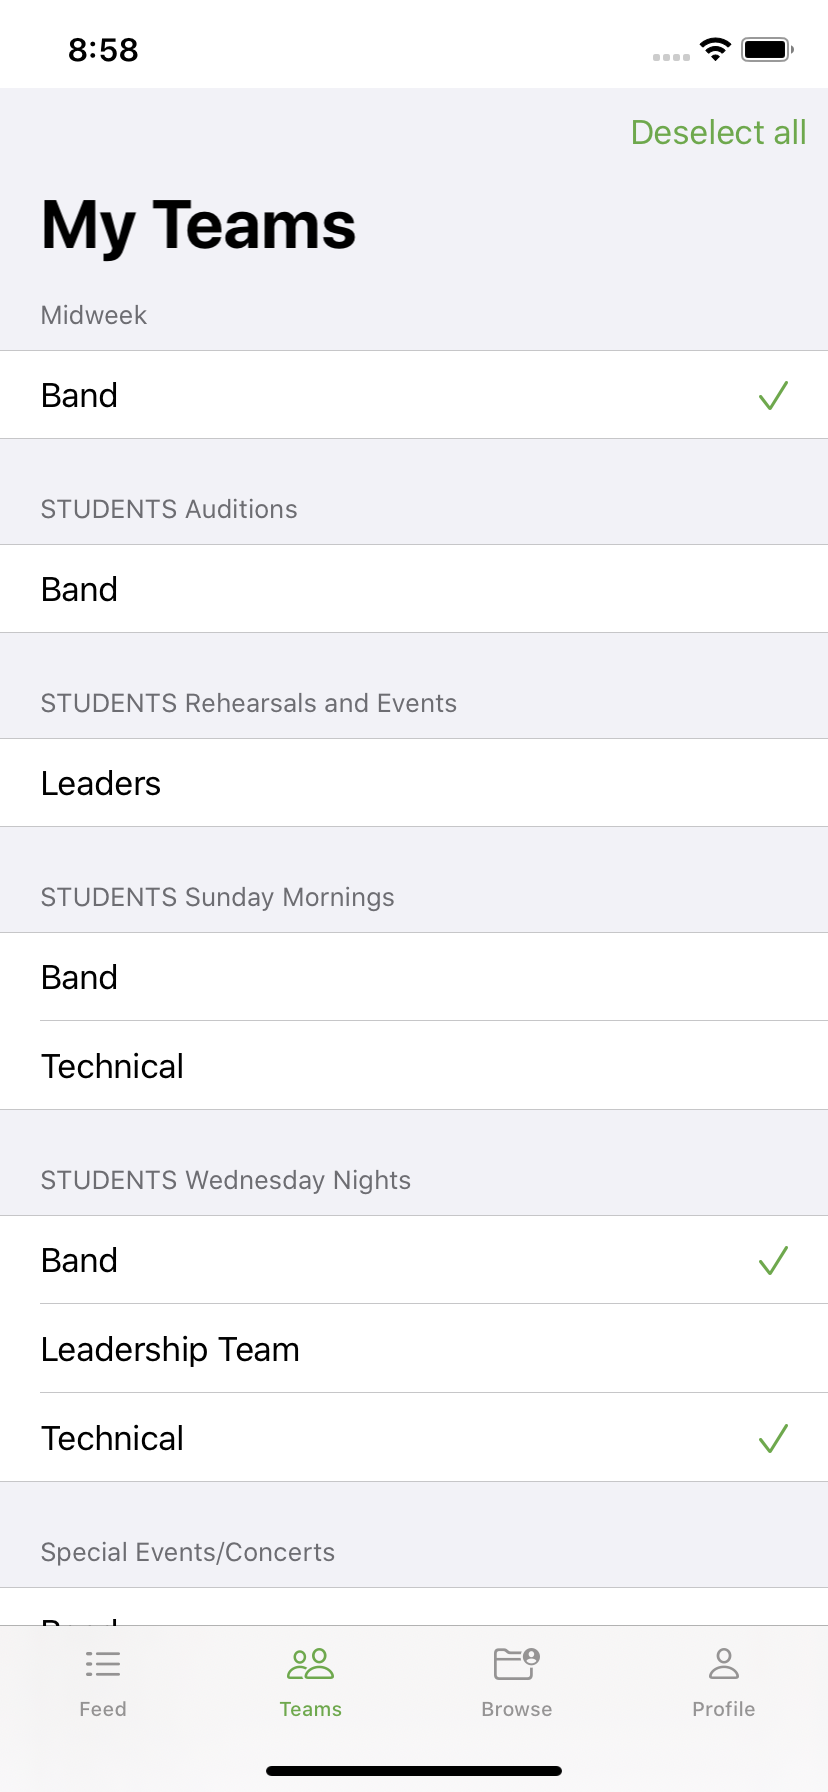 8:58
Deselect all
My Teams
Midweek
Band
STUDENTS Auditions
Band
STUDENTS Rehearsals and Events
Leaders
STUDENTS Sunday Mornings
Band
Technical
STUDENTS Wednesday Nights
Band
Leadership Team
Technical
Special Events/Concerts
Feed
Teams
Browse
Profile